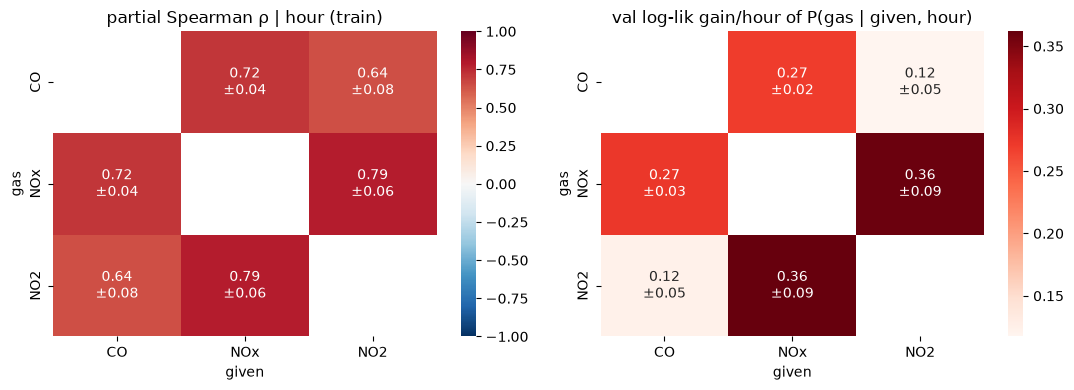 partial Spearman ρ | hour (train)
CO
NOx
NO2
gas
0.72
±0.04
0.64
±0.08
0.72
±0.04
0.79
±0.06
0.64
±0.08
0.79
±0.06
CO
NOx
NO2
given
1.00
0.75
0.50
0.25
0.00
−0.25
−0.50
−0.75
−1.00
val log-lik gain/hour of P(gas | given, hour)
CO
NOx
NO2
gas
0.27
±0.02
0.12
±0.05
0.27
±0.03
0.36
±0.09
0.12
±0.05
0.36
±0.09
CO
NOx
NO2
given
0.35
0.30
0.25
0.20
0.15